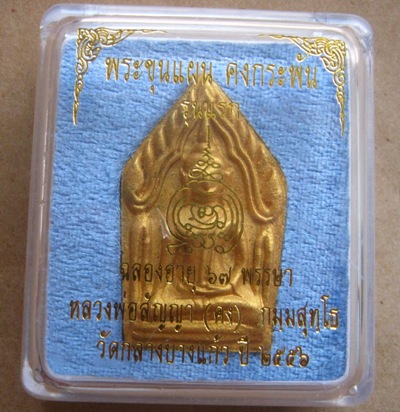 พระขุนแผน คงกระพัน
รุ่นแรก
ฉลองอายุ ๖๗ พรรษา
หลวงพ่อสัญญา (คง) กมฺมสุทฺโธ
วัดกลางบางแก้ว ปี ๒๕๕๖